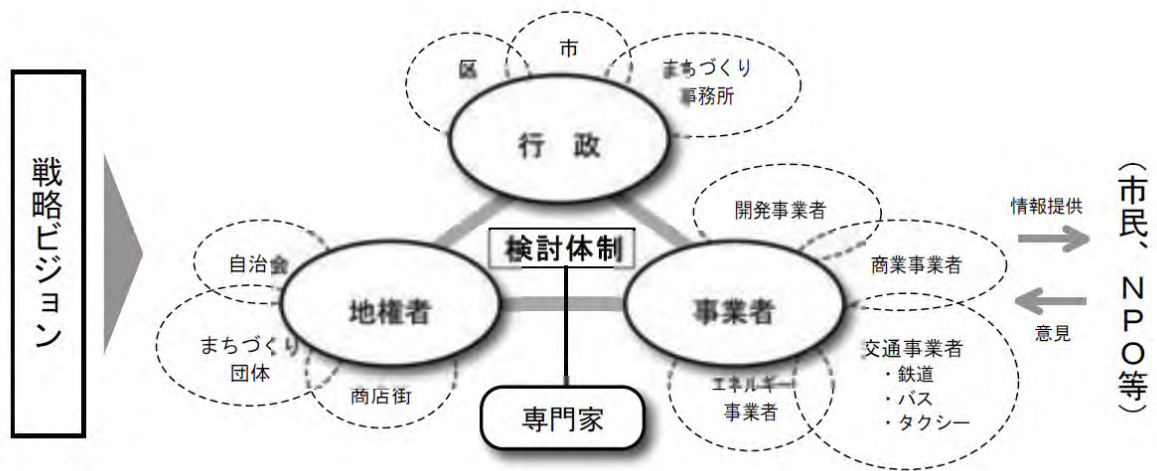 戦略ビジョン
区
市
まちづくり
事務所
行 政
開発事業者
商業事業者
検討体制
自治会
地権者
事業者
まちづくり
団体
商店街
エネルギー
事業者
交通事業者
・鉄道
・バス
・タクシー
専門家
情報提供
意見
(市民、NPO等)